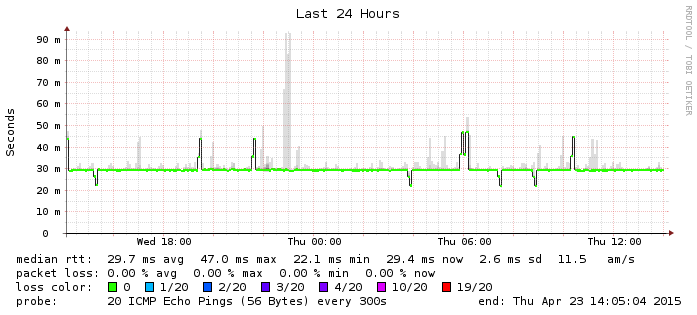 Last 24 Hours
RRDTOOL / TOBI OETIKER
Seconds
90 m
80 m
70 m
60 m
50 m
40 m
30 m
20 m
10 m
0
Wed 18:00 Thu 00:00 Thu 06:00 Thu 12:00
median rtt: 29.7 ms avg 47.0 ms max 22.1 ms min 29.4 ms now 2.6 ms sd 11.5 am/s
packet loss: 0.00 % avg 0.00 % max 0.00 % min 0.00 % now
loss color: 0 1/20 2/20 3/20 4/20 10/20 19/20
probe: 20 ICMP Echo Pings (56 Bytes) every 300s end: Thu Apr 23 14:05:04 2015